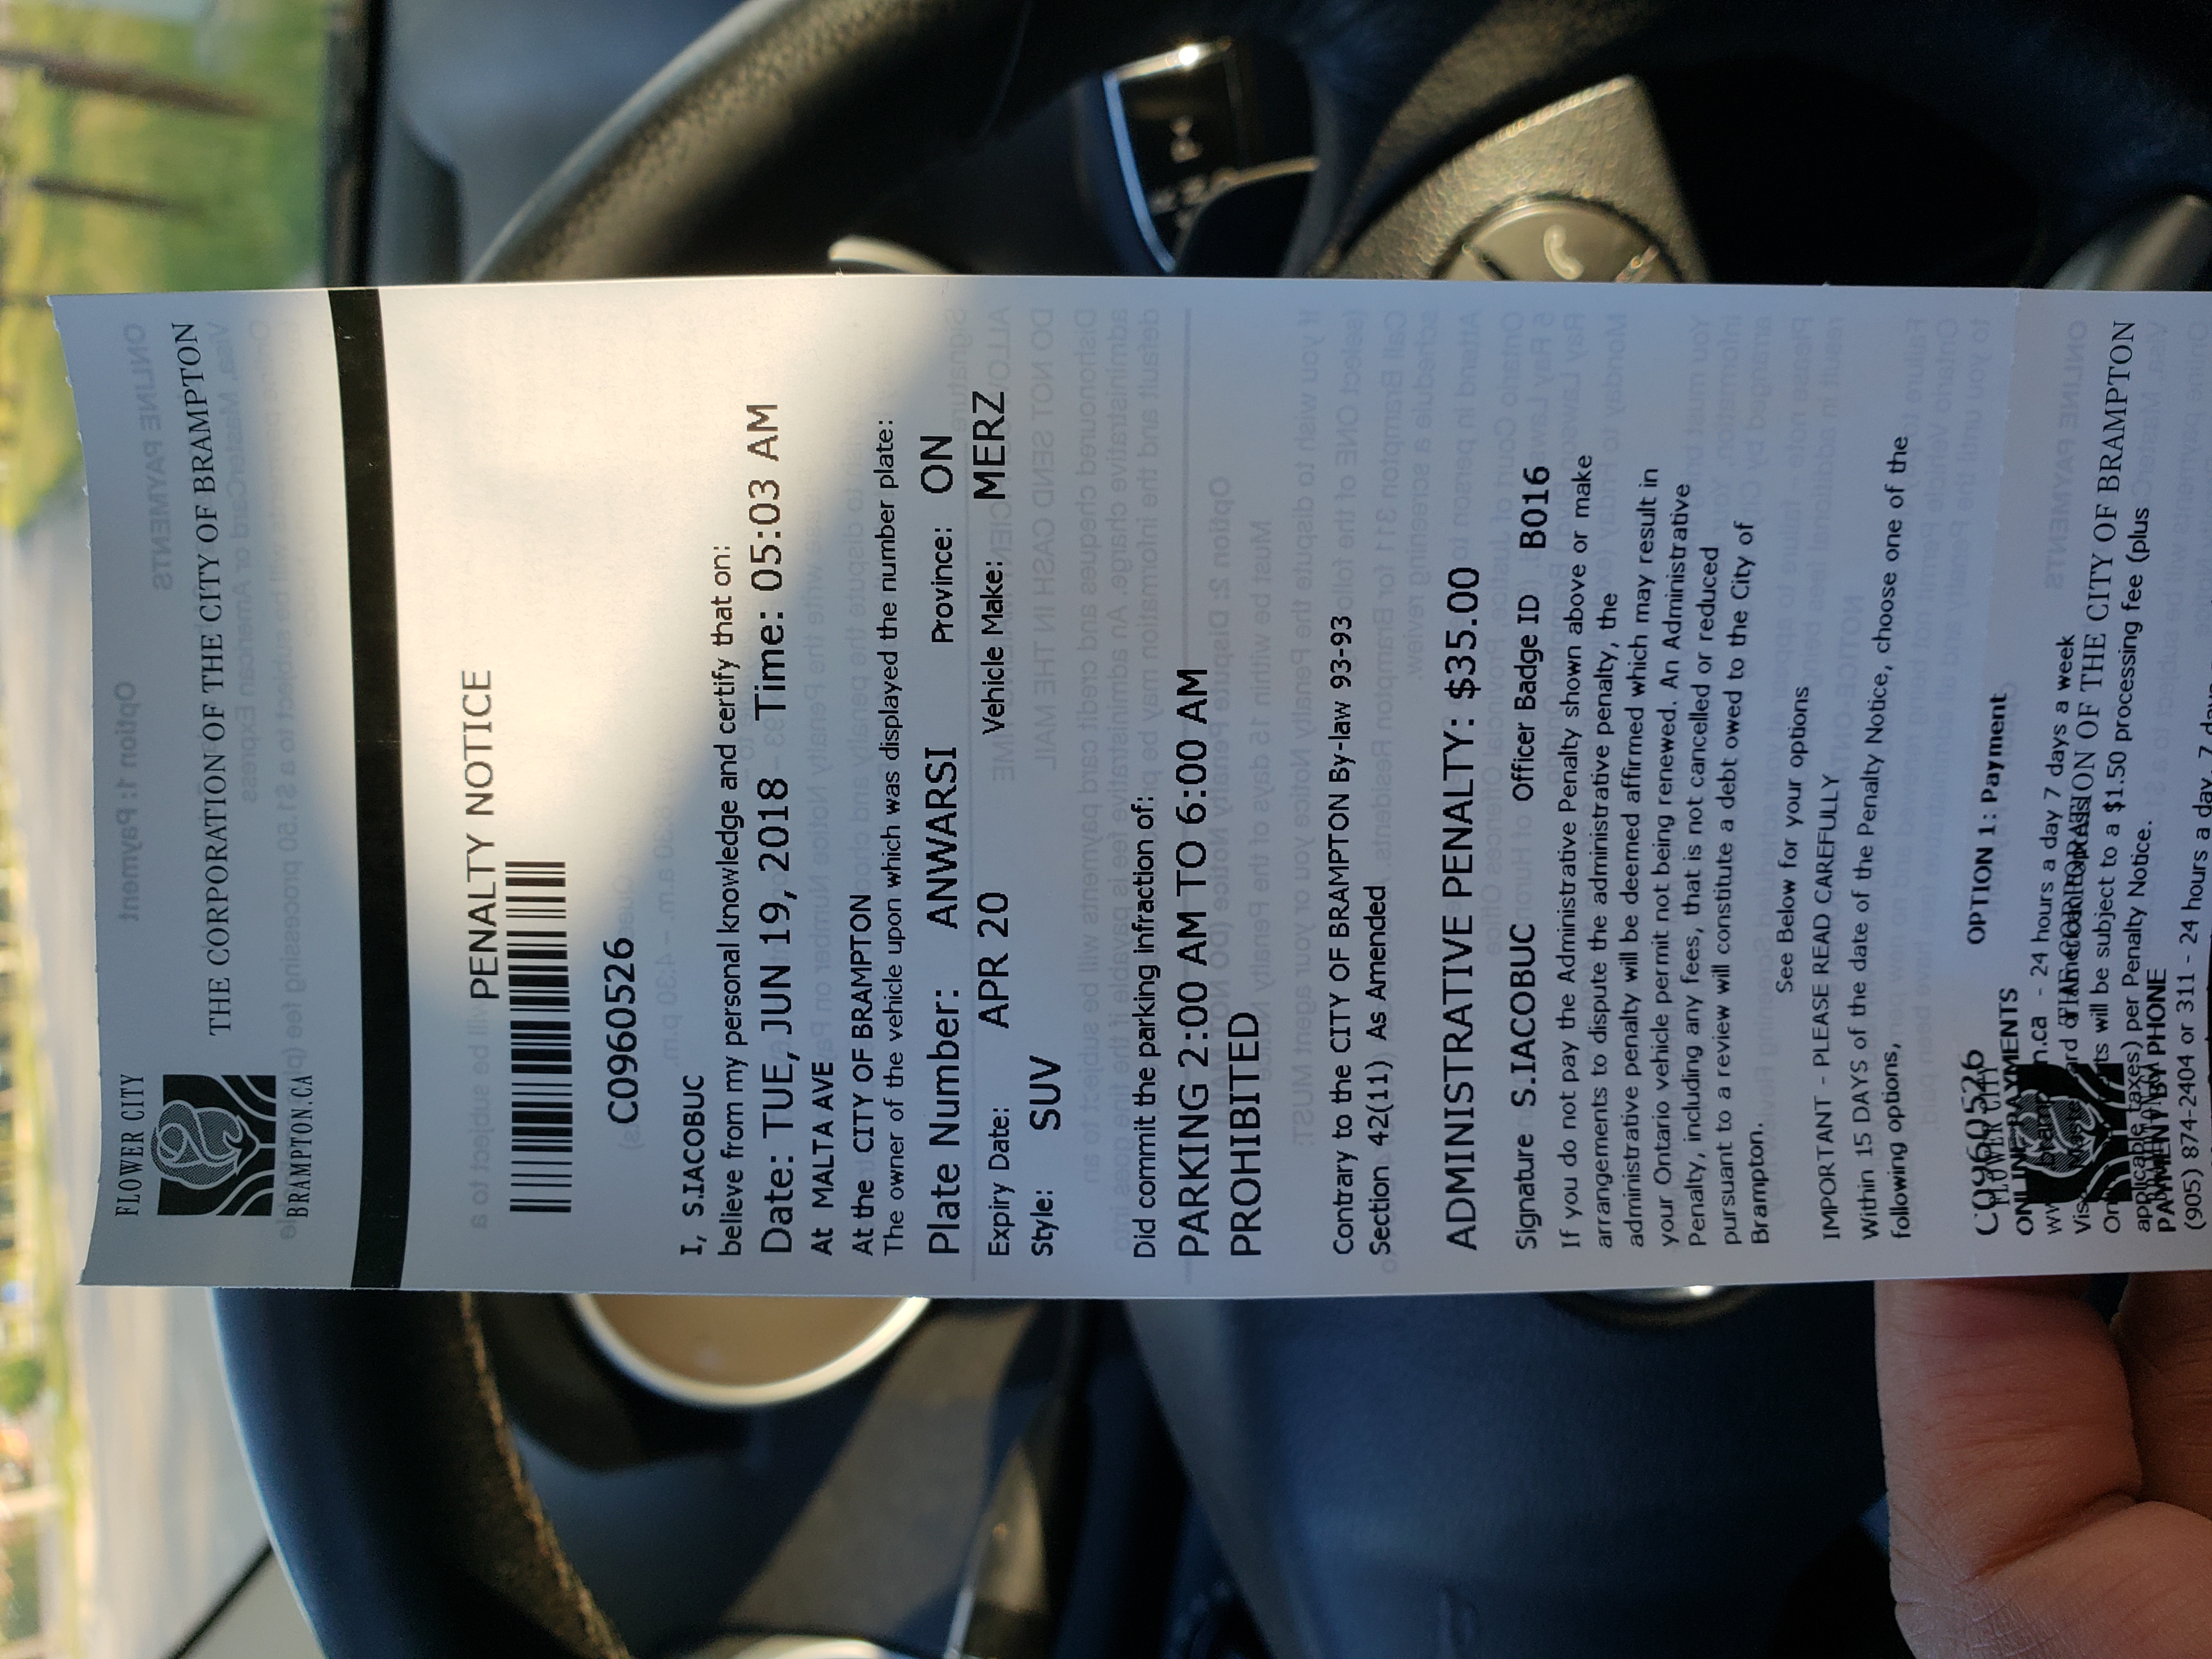 FLOWER CITY
BRAMPTON.CA
THE CORPORATION OF THE CITY OF BRAMPTON
PENALTY NOTICE
C0960526
I, S.IACOBUC
believe from my personal knowledge and certify that on:
Date: TUE, JUN 19, 2018 Time: 05:03 AM
At MALTA AVE
At the CITY OF BRAMPTON
The owner of the vehicle upon which was displayed the number plate:
Plate Number: ANWARSI Province: ON
Expiry Date: APR 20 Vehicle Make: MERZ
Style: SUV
Did commit the parking infraction of:
PARKING 2:00 AM TO 6:00 AM
PROHIBITED
Contrary to the CITY OF BRAMPTON By-law 93-93
Section 42(11) As Amended
ADMINISTRATIVE PENALTY: $35.00
Signature S.IACOBUC Officer Badge ID B016
If you do not pay the Administrative Penalty shown above or make
arrangements to dispute the administrative penalty, the
administrative penalty will be deemed affirmed which may result in
your Ontario vehicle permit not being renewed. An Administrative
Penalty, including any fees, that is not cancelled or reduced
pursuant to a review will constitute a debt owed to the City of
Brampton.
See Below for your options
IMPORTANT - PLEASE READ CAREFULLY
Within 15 DAYS of the date of the Penalty Notice, choose one of the
following options,
C0960526 OPTION 1: Payment
FLOWER CITY
ONLINE PAYMENTS
- 24 hours a day 7 days a week
THE CORPORATION OF THE CITY OF BRAMPTON
will be subject to a $1.50 processing fee (plus
applicable taxes) per Penalty Notice.
BRAMPTON.CA
PAYMENT BY PHONE
(905) 874-2404 or 311 - 24 hours a day, 7 days